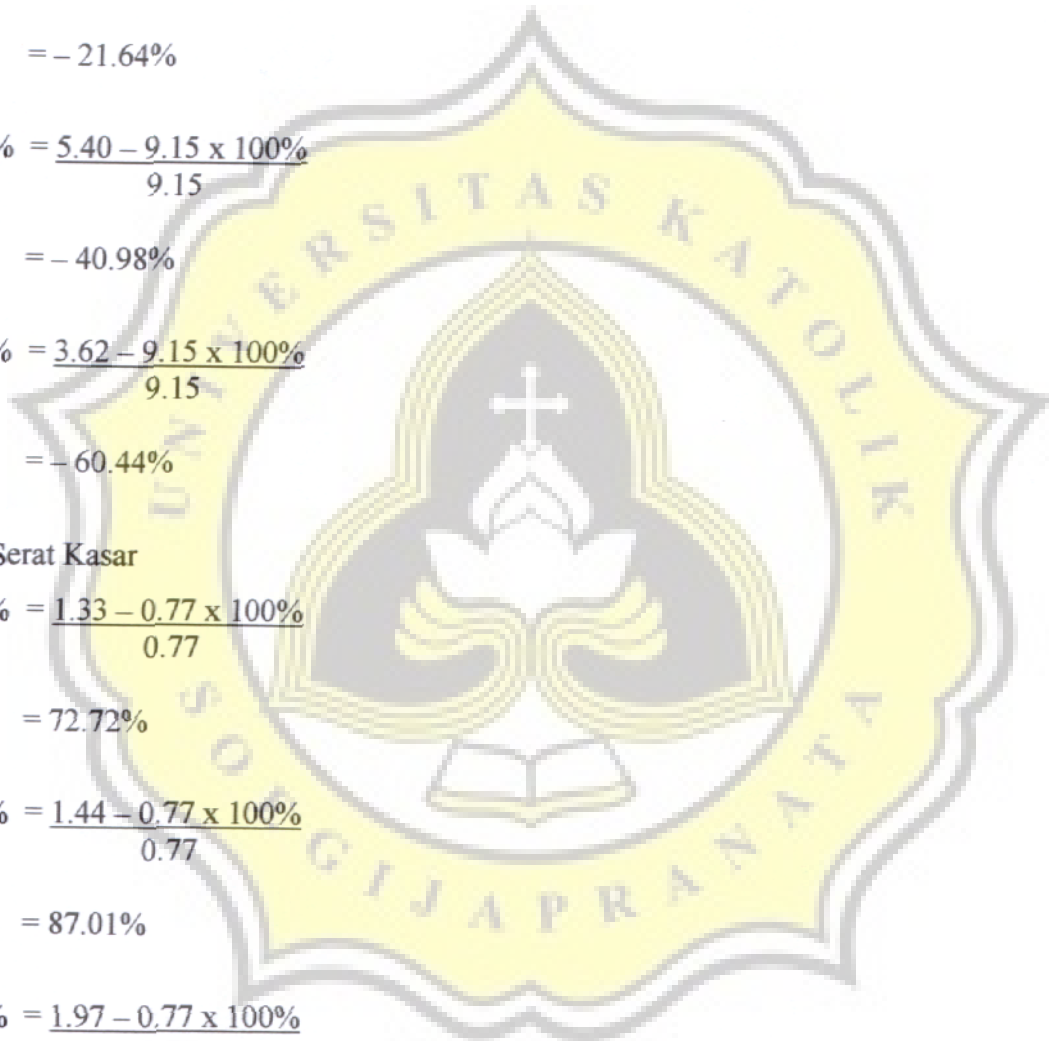 = – 21.64%
% = 5.40 – 9.15 x 100%
9.15
= – 40.98%
% = 3.62 – 9.15 x 100%
9.15
= – 60.44%
Serat Kasar
% = 1.33 – 0.77 x 100%
0.77
= 72.72%
% = 1.44 – 0.77 x 100%
0.77
= 87.01%
% = 1.97 – 0.77 x 100%
UNIVERSITAS KATOLIK
SOEGIJAPRANATA